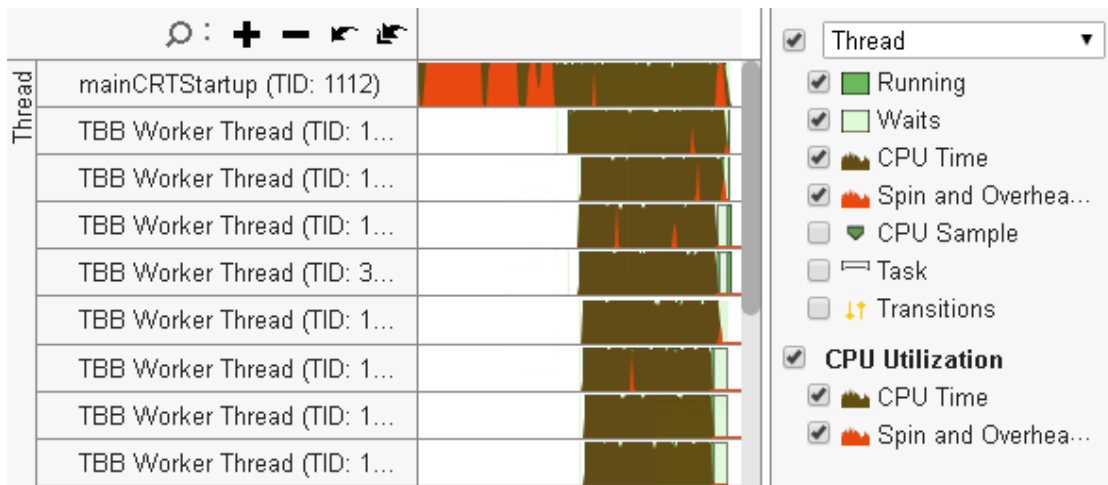 Thread
mainCRTStartup (TID: 1112)
TBB Worker Thread (TID: 1...
TBB Worker Thread (TID: 1...
TBB Worker Thread (TID: 1...
TBB Worker Thread (TID: 3...
TBB Worker Thread (TID: 1...
TBB Worker Thread (TID: 1...
TBB Worker Thread (TID: 1...
TBB Worker Thread (TID: 1...
Thread
Running
Waits
CPU Time
Spin and Overhea...
CPU Sample
Task
Transitions
CPU Utilization
CPU Time
Spin and Overhea...